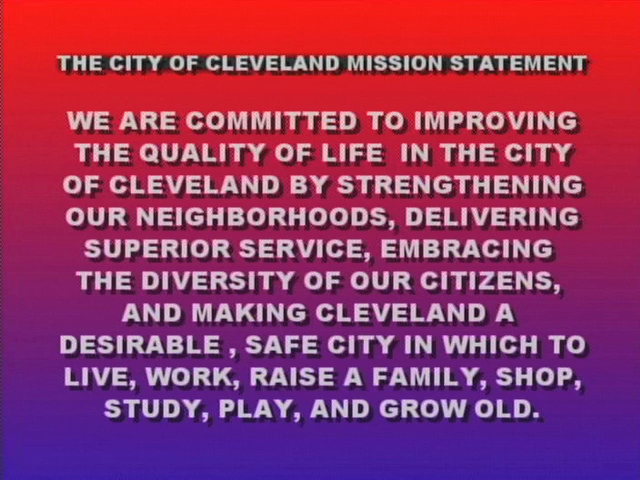 THE CITY OF CLEVELAND MISSION STATEMENT
WE ARE COMMITTED TO IMPROVING
THE QUALITY OF LIFE  IN THE CITY
OF CLEVELAND BY STRENGTHENING
OUR NEIGHBORHOODS, DELIVERING
SUPERIOR SERVICE, EMBRACING
THE DIVERSITY OF OUR CITIZENS,
AND MAKING CLEVELAND A
DESIRABLE , SAFE CITY IN WHICH TO
LIVE, WORK, RAISE A FAMILY, SHOP,
STUDY, PLAY, AND GROW OLD.